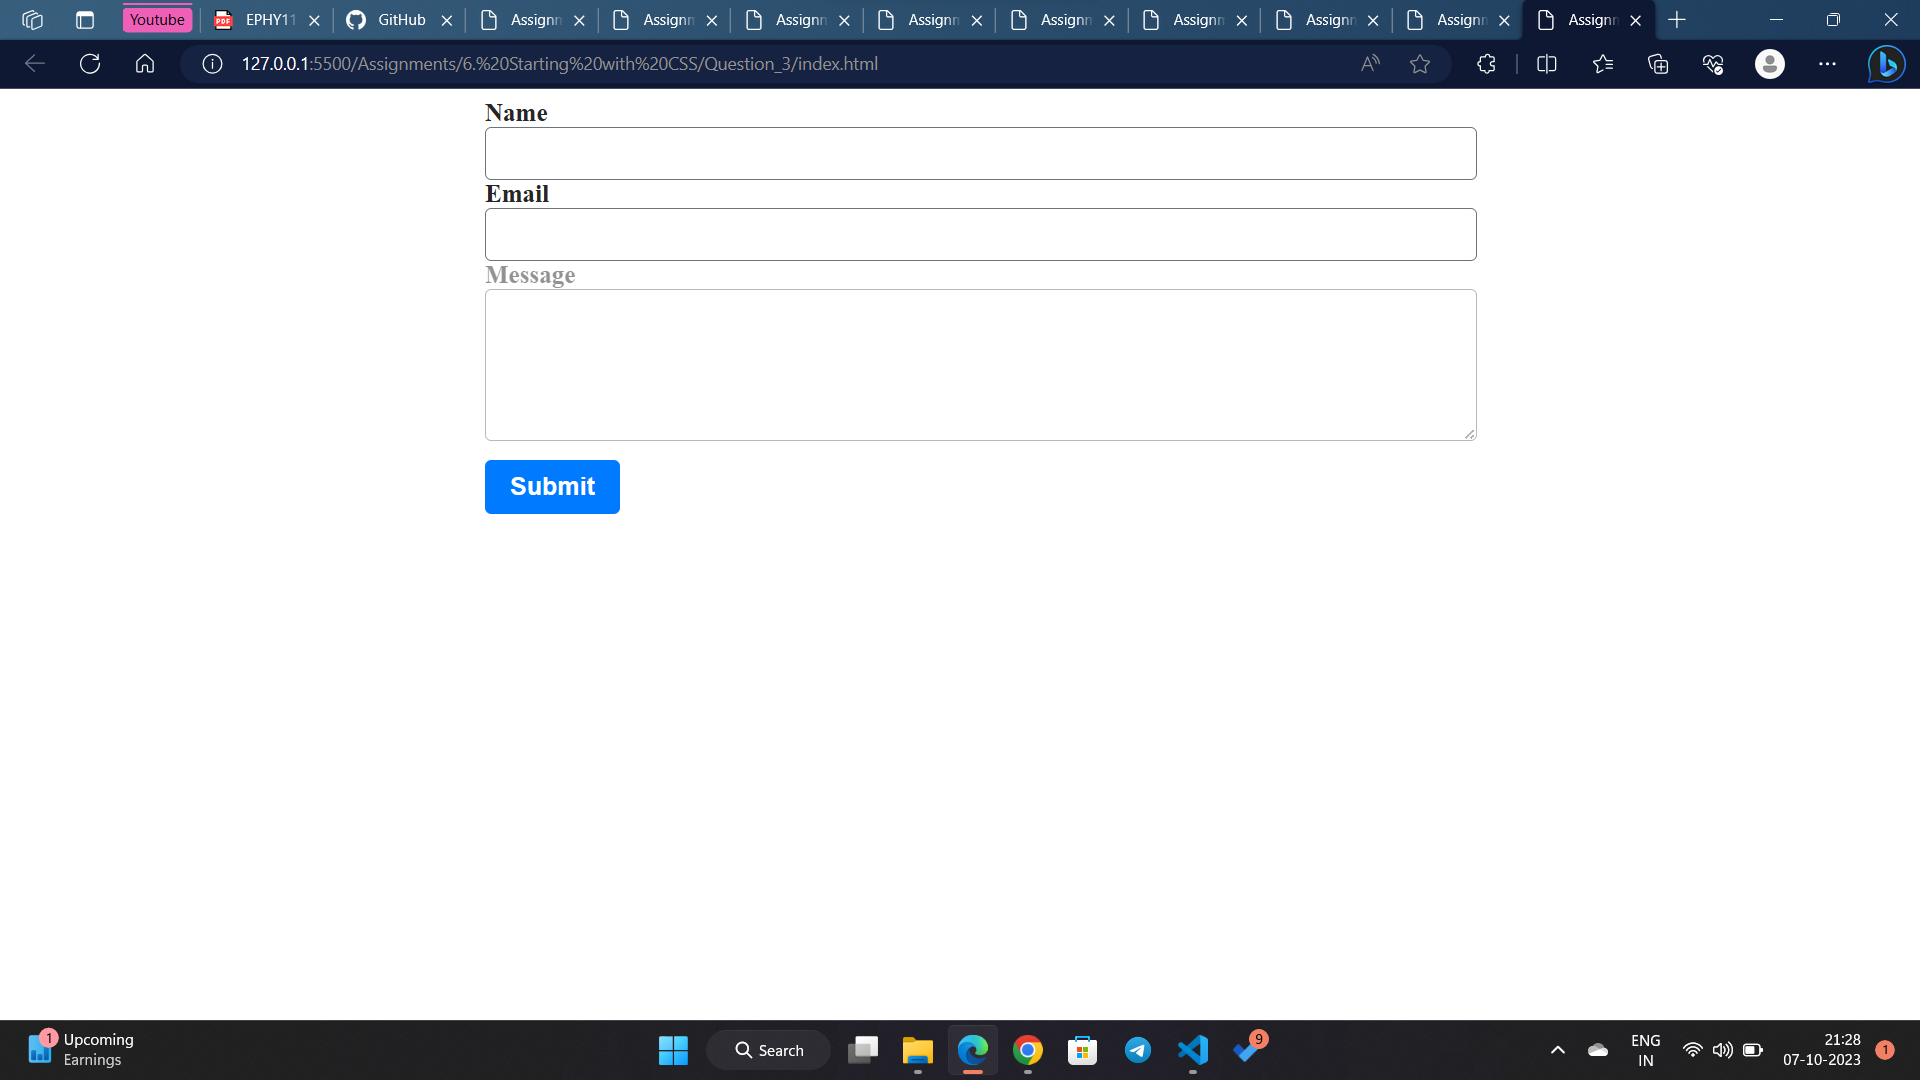 Youtube
EPHY11
GitHub
Assignn
Assignn
Assignn
Assignn
Assignn
Assignn
Assignn
Assignn
Assignn
127.0.0.1:5500/Assignments/6.%20Starting%20with%20CSS/Question_3/index.html
Name
Email
Message
Submit
1
Upcoming
Earnings
Search
9
ENG
IN
21:28
07-10-2023
1
PDF